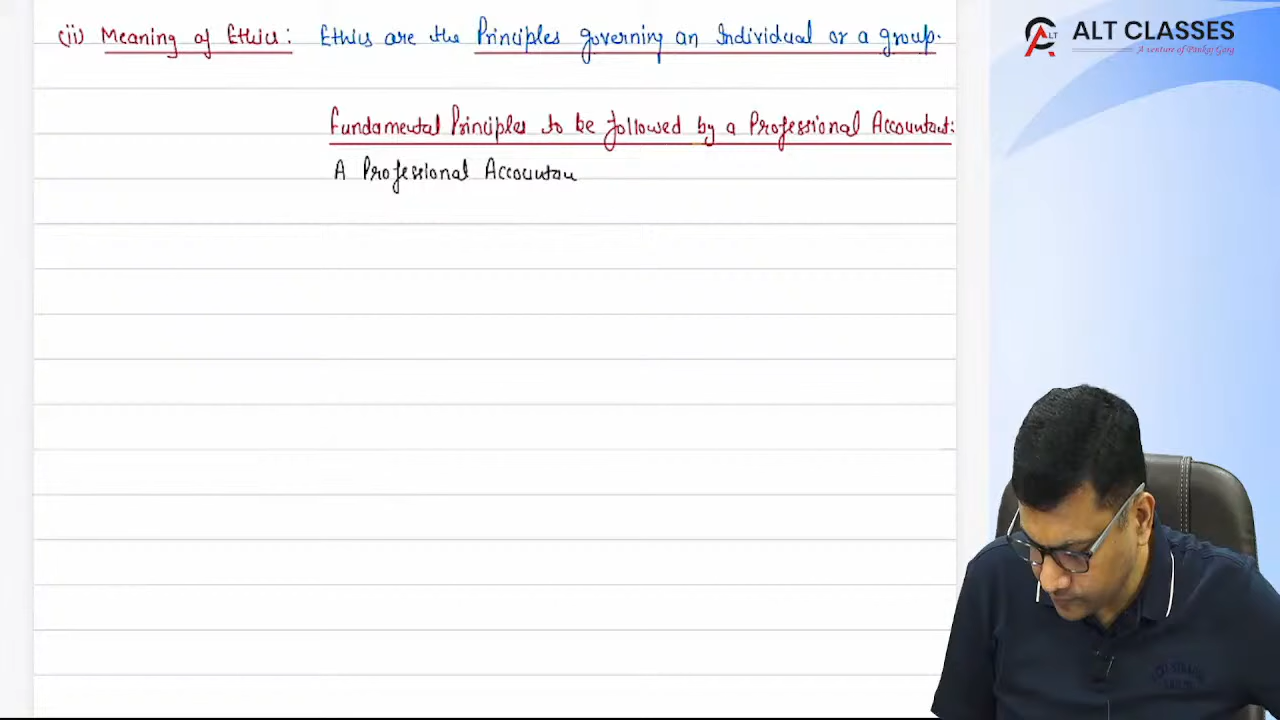 (ii) Meaning of Ethics: Ethics are the Principles governing an Individual or a group.
ALT CLASSES
A venture of Pankaj Garg
Fundamental Principles to be followed by a Professional Accountant:
A Professional Accountan